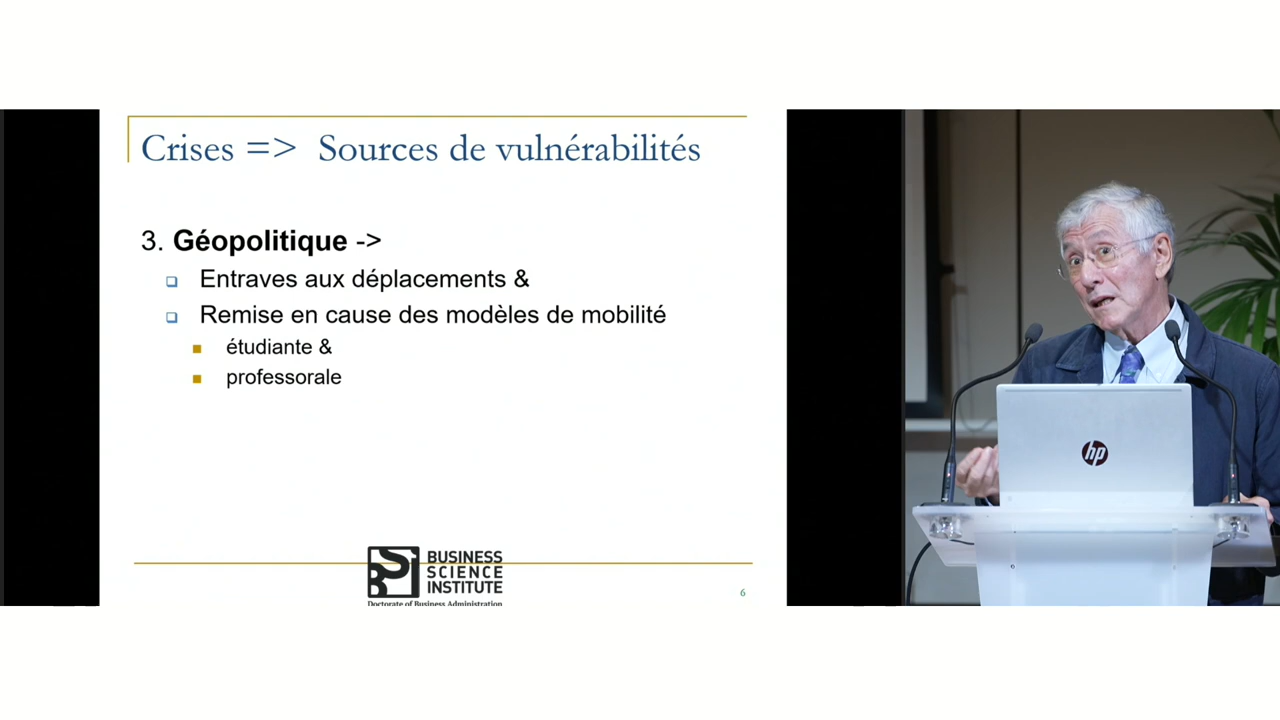 Crises => Sources de vulnérabilités
3. Géopolitique ->
Entraves aux déplacements &
Remise en cause des modèles de mobilité
étudiante &
professorale
BUSINESS
SCIENCE
INSTITUTE
Doctorate of Business Administration
6
hp